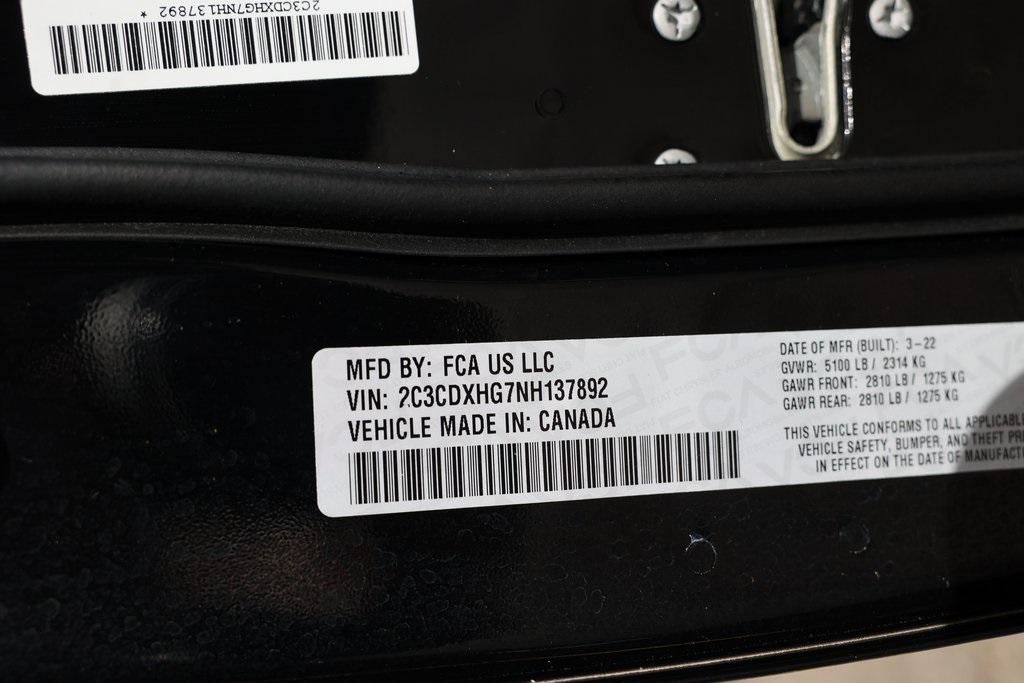 2C3CDXHG7NH137892 *
MFD BY: FCA US LLC
VIN: 2C3CDXHG7NH137892
VEHICLE MADE IN: CANADA
DATE OF MFR (BUILT): 3-22
GVWR: 5100 LB / 2314 KG
GAWR FRONT: 2810 LB / 1275 KG
GAWR REAR: 2810 LB / 1275 KG
THIS VEHICLE CONFORMS TO ALL APPLICABLE
VEHICLE SAFETY, BUMPER, AND THEFT PR
IN EFFECT ON THE DATE OF MANUFACT